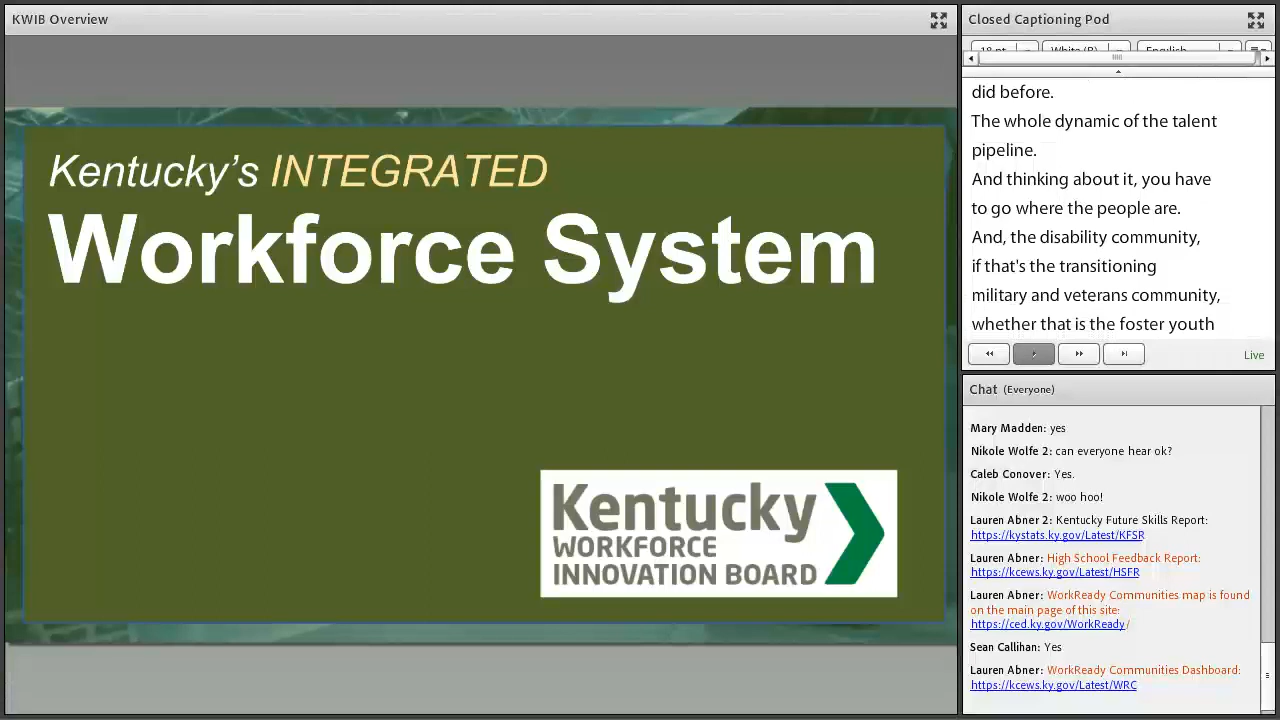 KWIB Overview
Kentucky's INTEGRATED
Workforce System
Kentucky
WORKFORCE
INNOVATION BOARD
Closed Captioning Pod
18 pt
White (B)
English
did before.
The whole dynamic of the talent
pipeline.
And thinking about it, you have
to go where the people are.
And, the disability community,
if that's the transitioning
military and veterans community,
whether that is the foster youth
Live
Chat (Everyone)
Mary Madden: yes
Nikole Wolfe 2: can everyone hear ok?
Caleb Conover: Yes.
Nikole Wolfe 2: woo hoo!
Lauren Abner 2: Kentucky Future Skills Report:
https://kystats.ky.gov/Latest/KFSR
Lauren Abner: High School Feedback Report:
https://kcews.ky.gov/Latest/HSFR
Lauren Abner: WorkReady Communities map is found
on the main page of this site:
https://ced.ky.gov/WorkReady/
Sean Callihan: Yes
Lauren Abner: WorkReady Communities Dashboard:
https://kcews.ky.gov/Latest/WRC